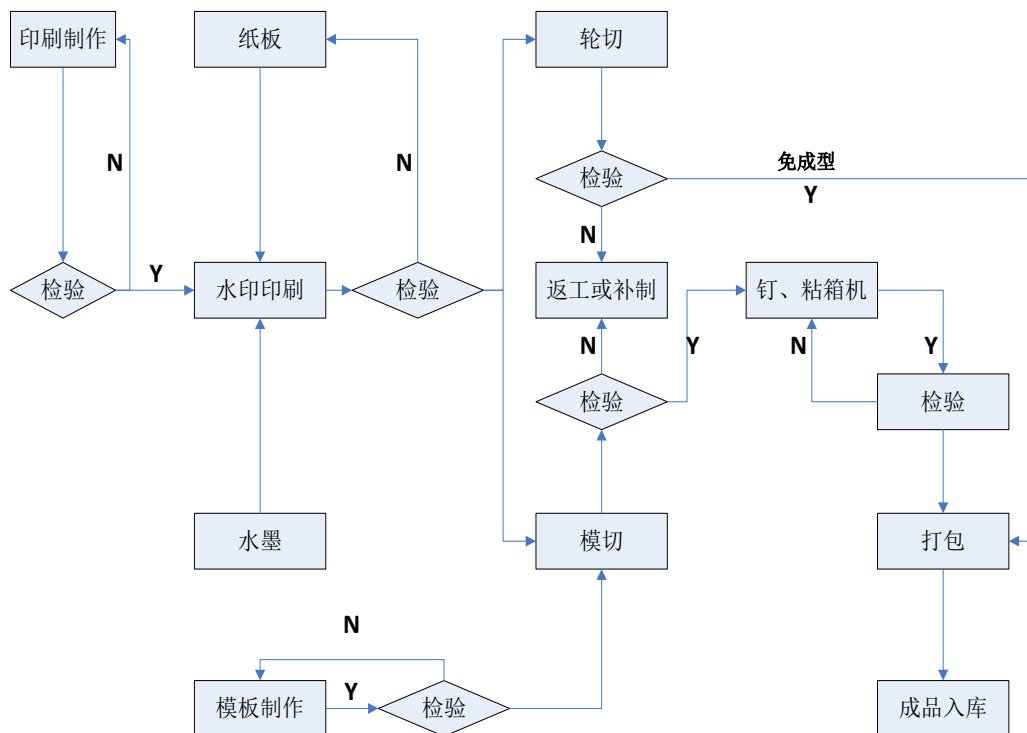 印刷制作
纸板
轮切
N
N
检验
免成型
Y
N
检验
Y
水印印刷
检验
返工或补制
钉、粘箱机
N
Y
N
Y
检验
检验
水墨
模切
打包
N
模板制作
Y
检验
成品入库